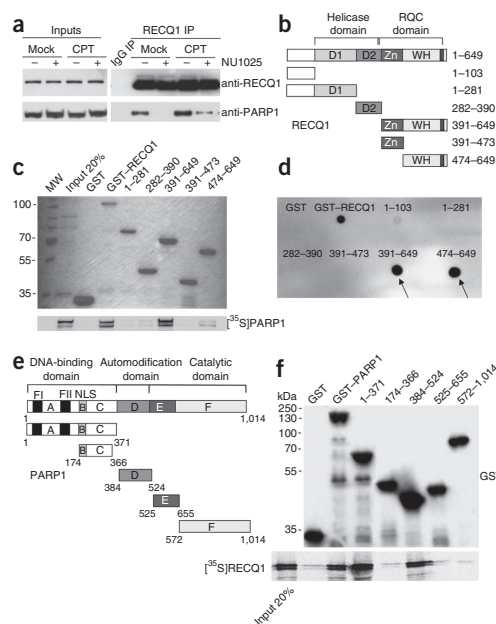 a
Inputs
RECQ1 IP
Mock
CPT
IgG IP
Mock
CPT
– + – + – + – + NU1025
anti-RECQ1
anti-PARP1
b
Helicase domain
RQC domain
D1 D2 Zn WH 1–649
1–103
D1 1–281
D2 282–390
RECQ1 Zn WH 391–649
Zn 391–473
WH 474–649
c
MW
Input 20%
GST
GST–RECQ1
1–281
282–390
391–649
391–473
474–649
100-
70-
55-
35-
[35S]PARP1
d
GST GST–RECQ1 1–103 1–281
282–390 391–473 391–649 474–649
e
DNA-binding domain
Automodification domain
Catalytic domain
FI FII NLS
A B C D E F
1 1,014
A B C
1 371
174
B C
PARP1 366
D
384 524
E
525 655
572
F
1,014
f
kDa
GST
GST–PARP1
1–371
174–366
384–524
525–655
572–1,014
250-
130-
100-
70-
55-
35-
GS
[35S]RECQ1
Input 20%